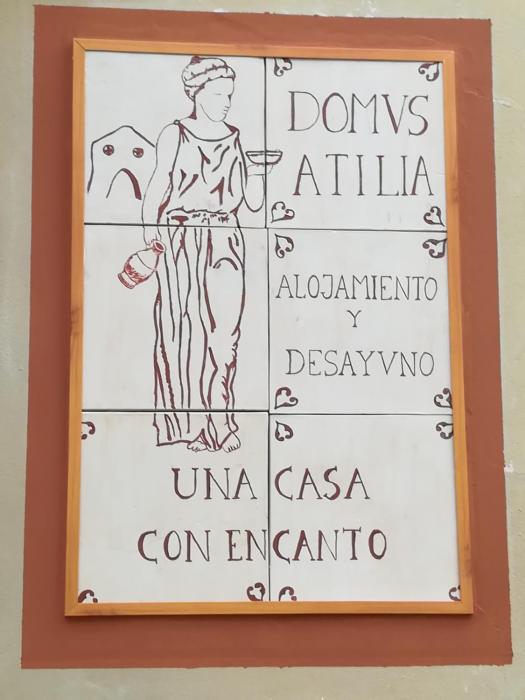 DOMVS
ATILIA
ALOJAMIENTO
Y
DESAYVNO
UNA CASA
CON ENCANTO